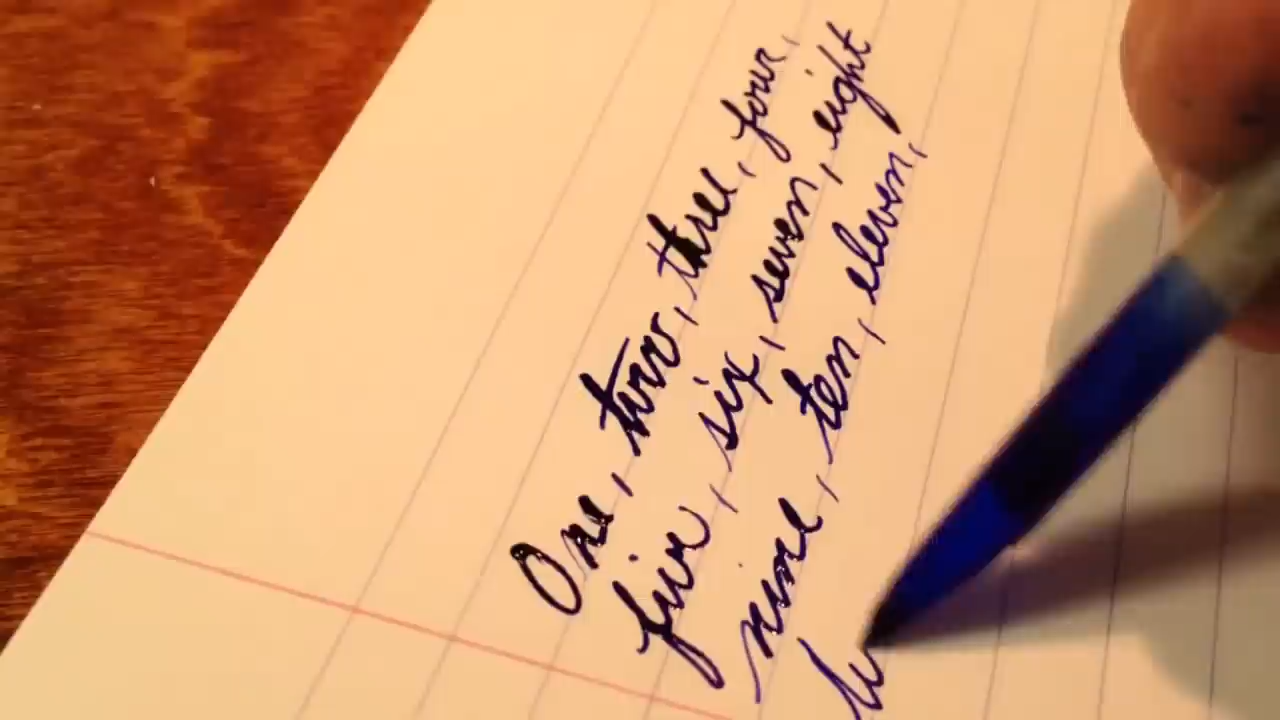 One, two, three, four,
five, six, seven, eight
nine, ten, eleven,